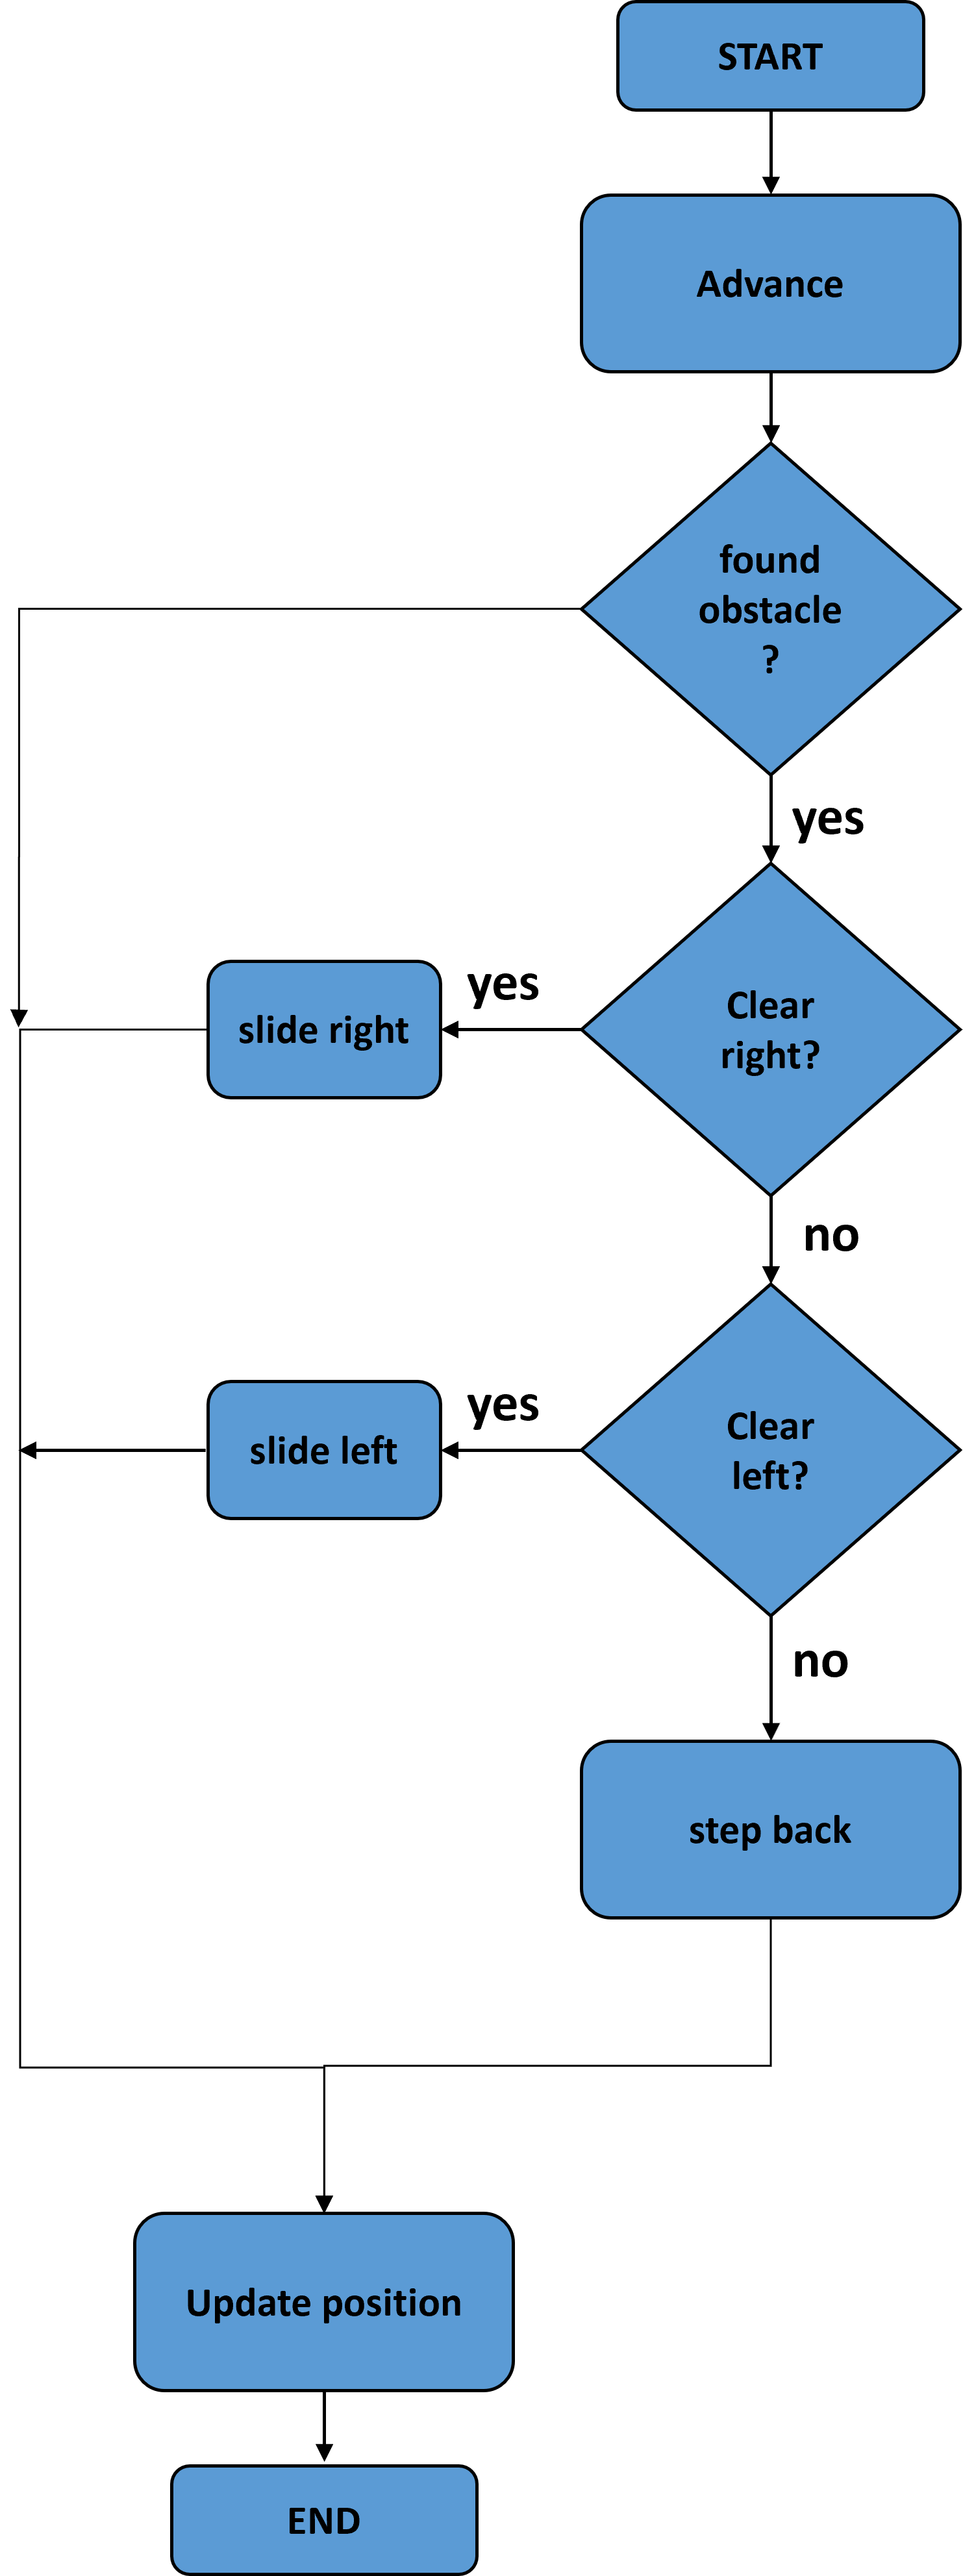 START
Advance
found
obstacle
?
yes
Clear
right?
yes
slide right
no
Clear
left?
yes
slide left
no
step back
Update position
END